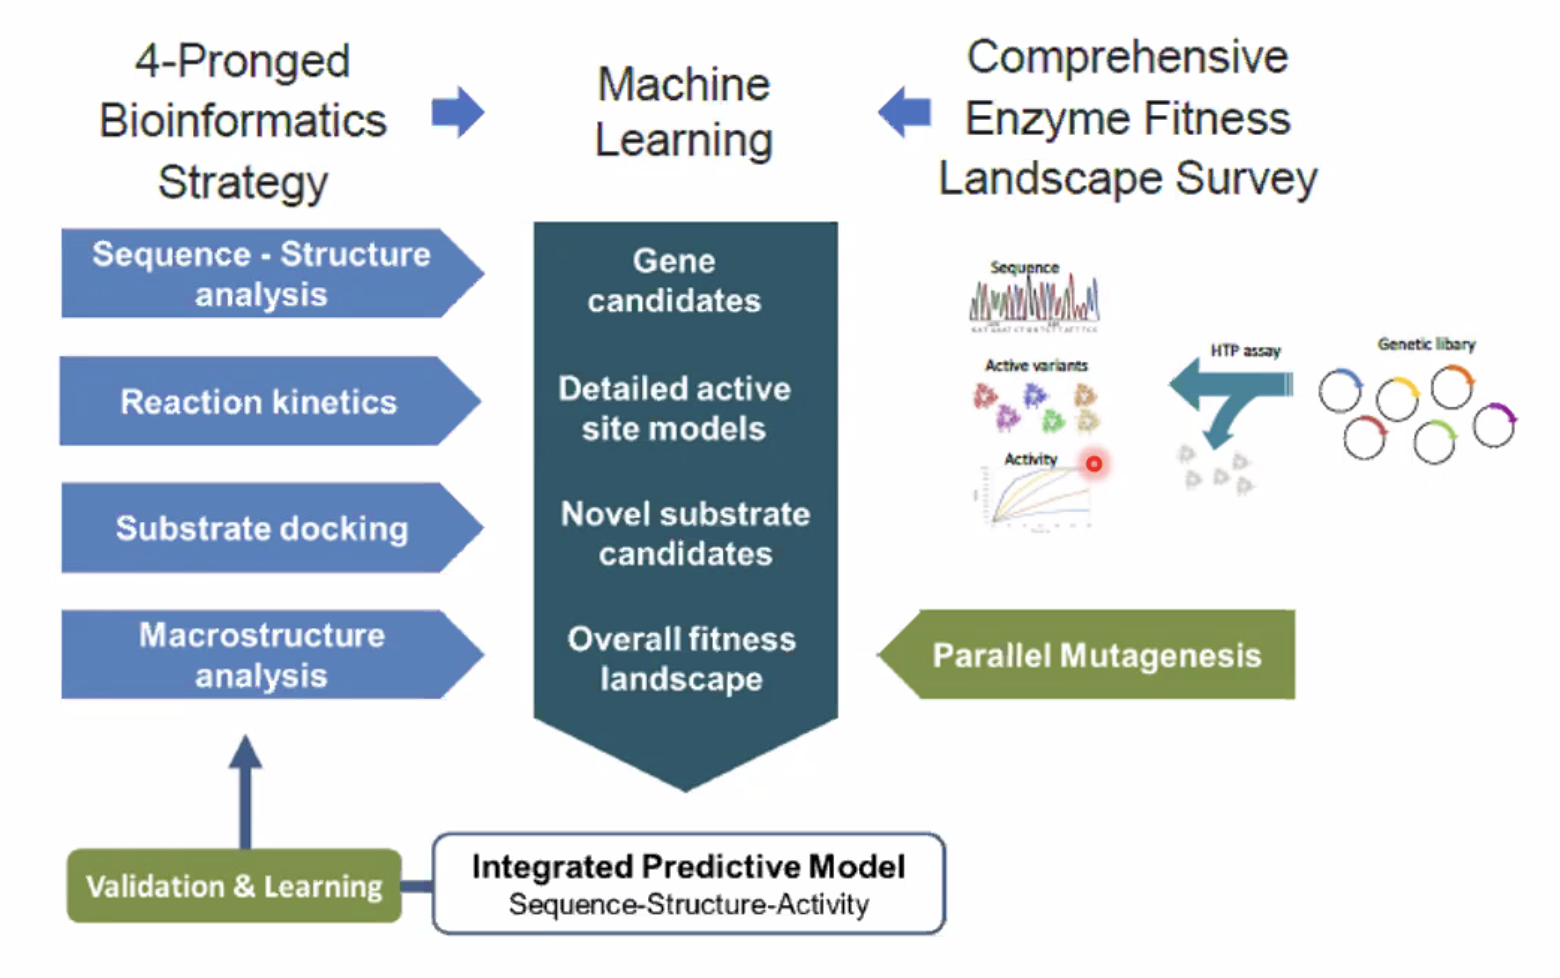 4-Pronged
Bioinformatics
Strategy
Machine
Learning
Comprehensive
Enzyme Fitness
Landscape Survey
Sequence - Structure
analysis
Reaction kinetics
Substrate docking
Macrostructure
analysis
Gene
candidates
Detailed active
site models
Novel substrate
candidates
Overall fitness
landscape
Sequence
Active variants
Activity
HTP assay
Genetic libary
Parallel Mutagenesis
Validation & Learning
Integrated Predictive Model
Sequence-Structure-Activity